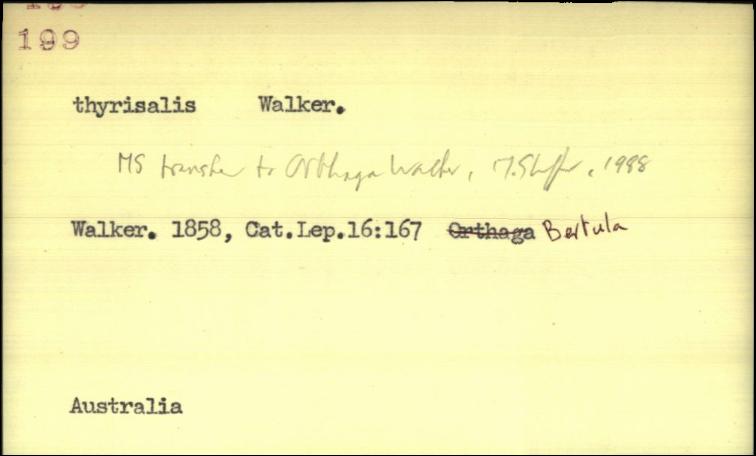 199
thyrisalis Walker.
MS transfer to Orthaga Walker, M. Shaffer, 1988
Walker. 1858, Cat.Lep.16:167 Orthaga Bertula
Australia